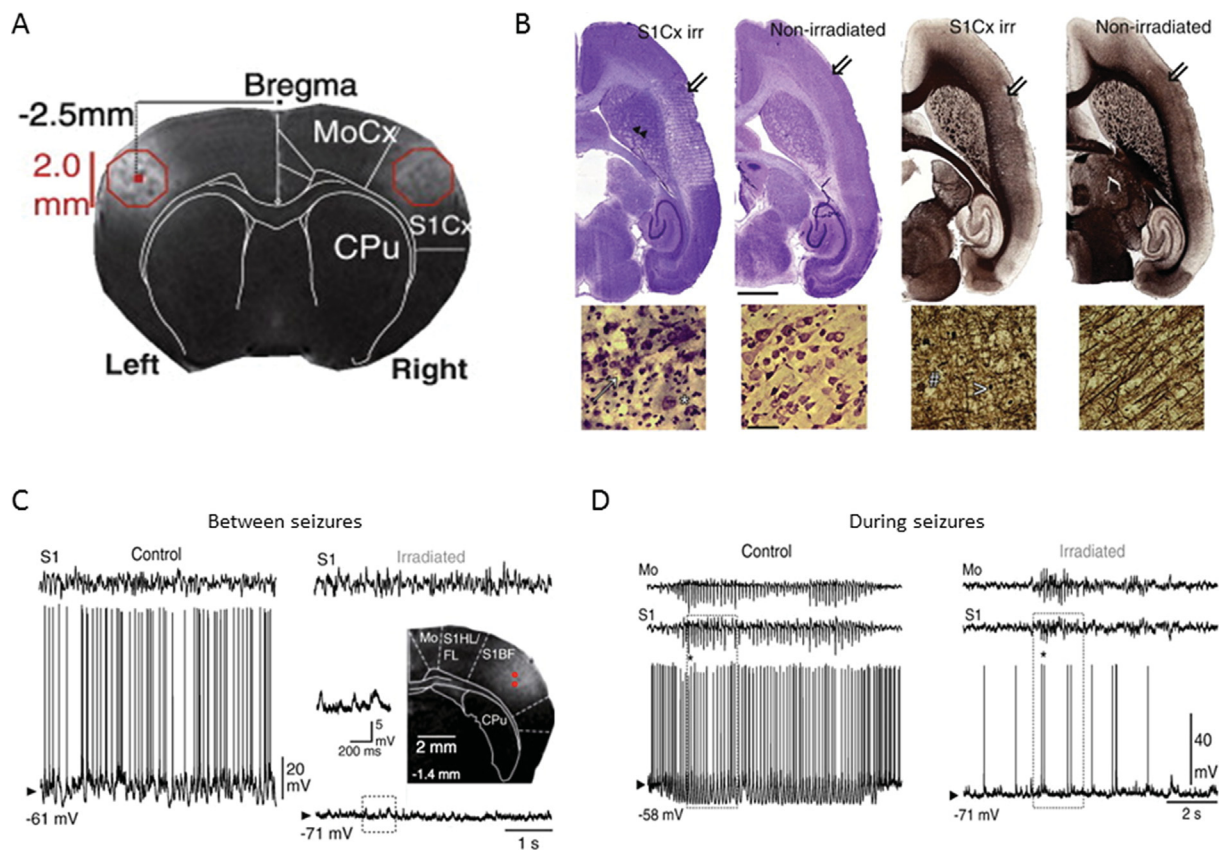 A
Bregma
-2.5mm
MoCx
2.0
mm
S1Cx
CPu
Left
Right
B
S1Cx irr
Non-irradiated
S1Cx irr
Non-irradiated
*
#
>
C
Between seizures
S1
Control
Irradiated
S1
20
mV
-61 mV
5
mV
200 ms
Mo
S1HL/
FL
S1BF
CPu
2 mm
-1.4 mm
-71 mV
1 s
D
During seizures
Control
Irradiated
Mo
S1
*
-58 mV
Mo
S1
*
40
mV
-71 mV
2 s